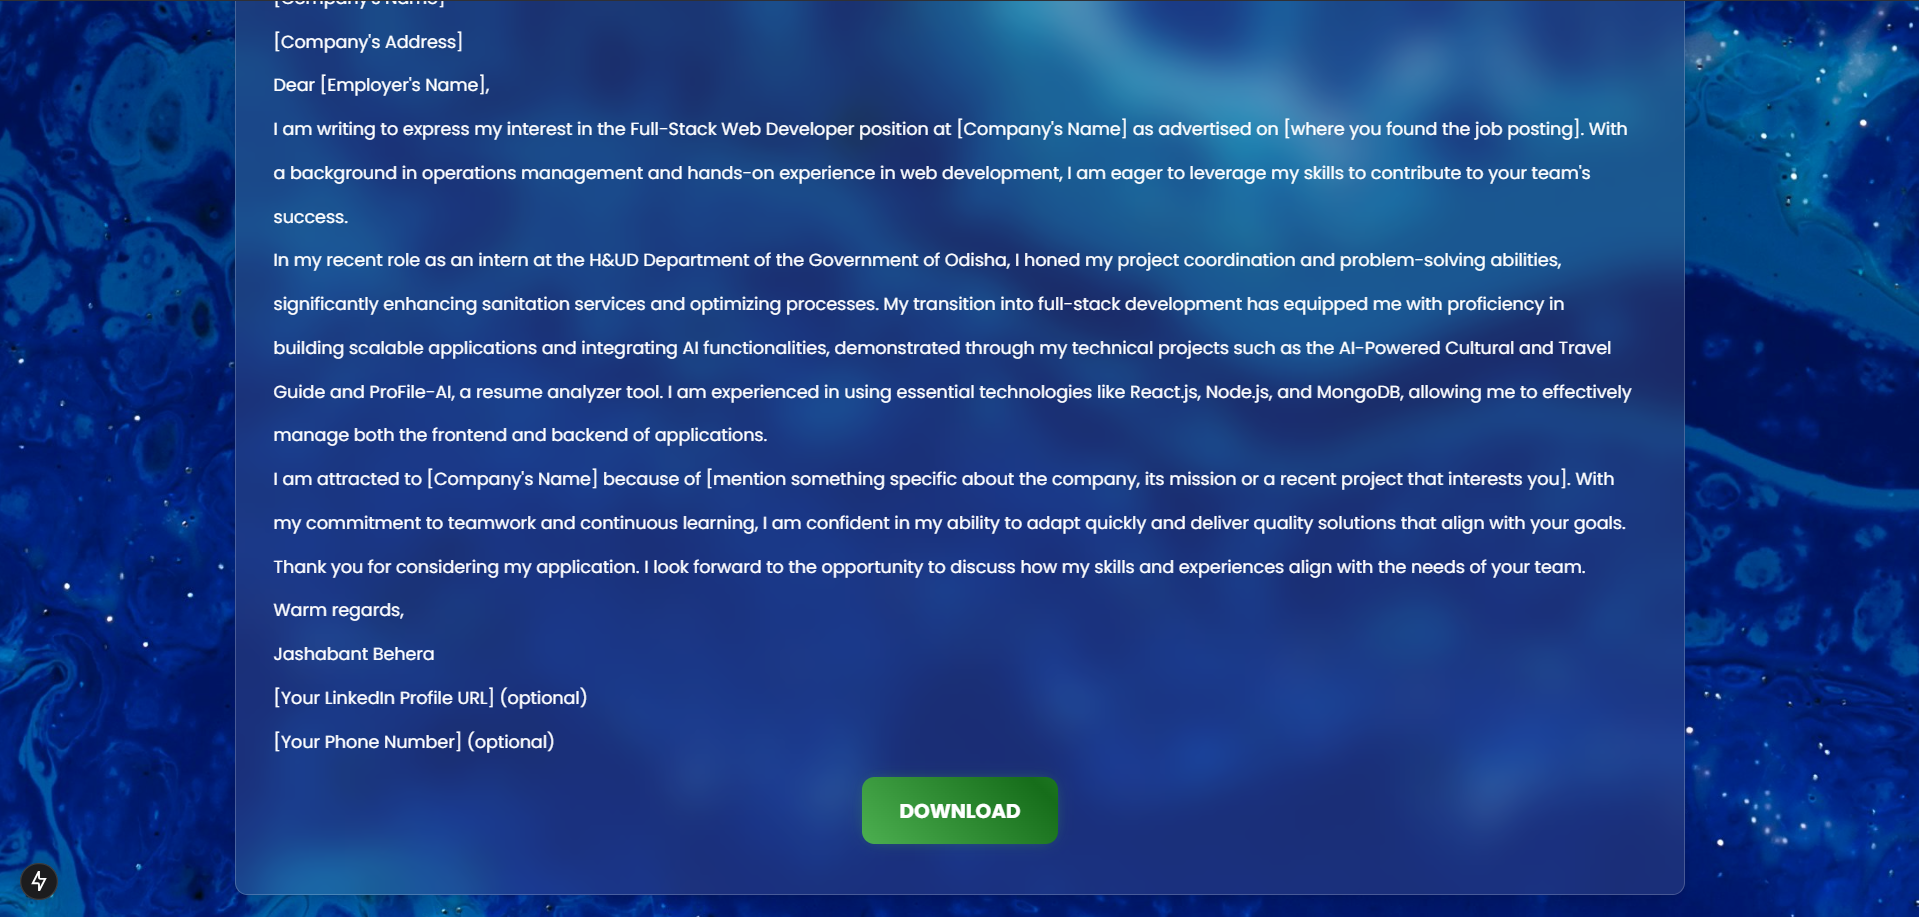 [Company's Name]
[Company's Address]
Dear [Employer's Name],
I am writing to express my interest in the Full-Stack Web Developer position at [Company's Name] as advertised on [where you found the job posting]. With
a background in operations management and hands-on experience in web development, I am eager to leverage my skills to contribute to your team's
success.
In my recent role as an intern at the H&UD Department of the Government of Odisha, I honed my project coordination and problem-solving abilities,
significantly enhancing sanitation services and optimizing processes. My transition into full-stack development has equipped me with proficiency in
building scalable applications and integrating AI functionalities, demonstrated through my technical projects such as the AI-Powered Cultural and Travel
Guide and ProFile-AI, a resume analyzer tool. I am experienced in using essential technologies like React.js, Node.js, and MongoDB, allowing me to effectively
manage both the frontend and backend of applications.
I am attracted to [Company's Name] because of [mention something specific about the company, its mission or a recent project that interests you]. With
my commitment to teamwork and continuous learning, I am confident in my ability to adapt quickly and deliver quality solutions that align with your goals.
Thank you for considering my application. I look forward to the opportunity to discuss how my skills and experiences align with the needs of your team.
Warm regards,
Jashabant Behera
[Your LinkedIn Profile URL] (optional)
[Your Phone Number] (optional)
DOWNLOAD